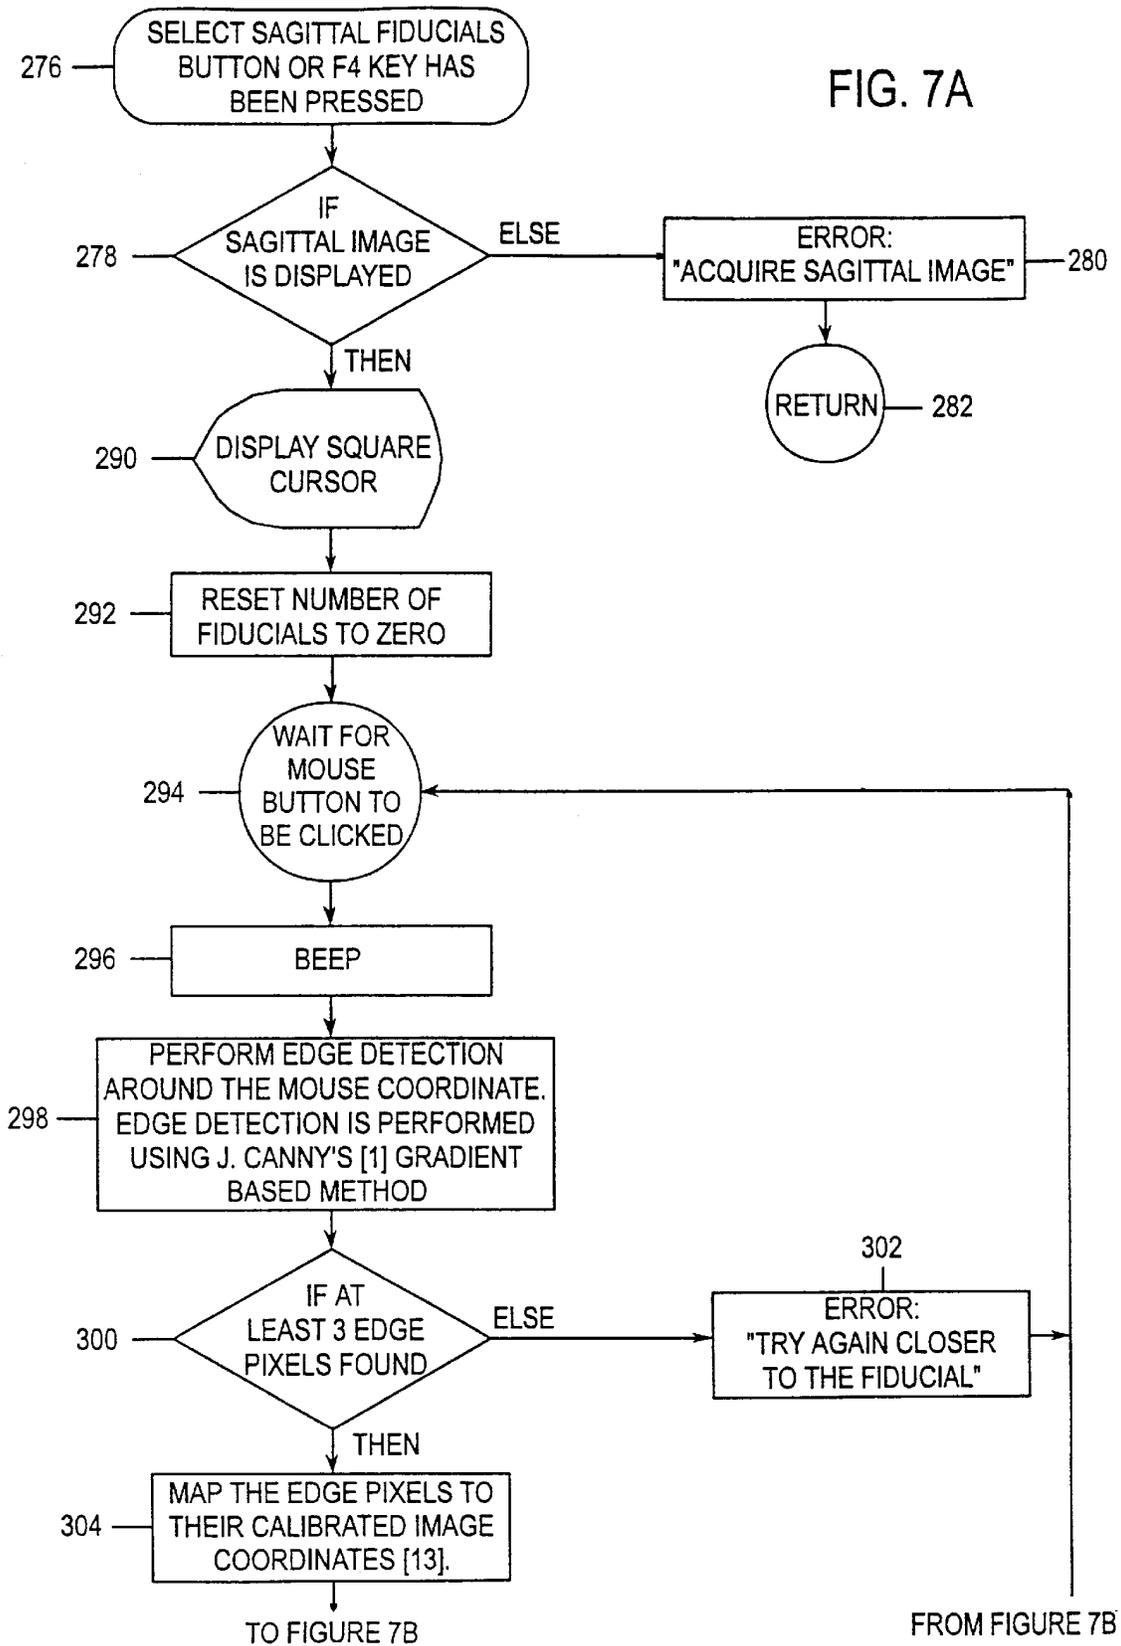 SELECT SAGITTAL FIDUCIALS
BUTTON OR F4 KEY HAS
BEEN PRESSED
276
FIG. 7A
IF
SAGITTAL IMAGE
IS DISPLAYED
278
ELSE
ERROR:
"ACQUIRE SAGITTAL IMAGE"
280
THEN
RETURN
282
DISPLAY SQUARE
CURSOR
290
RESET NUMBER OF
FIDUCIALS TO ZERO
292
WAIT FOR
MOUSE
BUTTON TO
BE CLICKED
294
BEEP
296
PERFORM EDGE DETECTION
AROUND THE MOUSE COORDINATE.
EDGE DETECTION IS PERFORMED
USING J. CANNY'S [1] GRADIENT
BASED METHOD
298
IF AT
LEAST 3 EDGE
PIXELS FOUND
300
ELSE
302
ERROR:
"TRY AGAIN CLOSER
TO THE FIDUCIAL"
THEN
MAP THE EDGE PIXELS TO
THEIR CALIBRATED IMAGE
COORDINATES [13].
304
TO FIGURE 7B
FROM FIGURE 7B